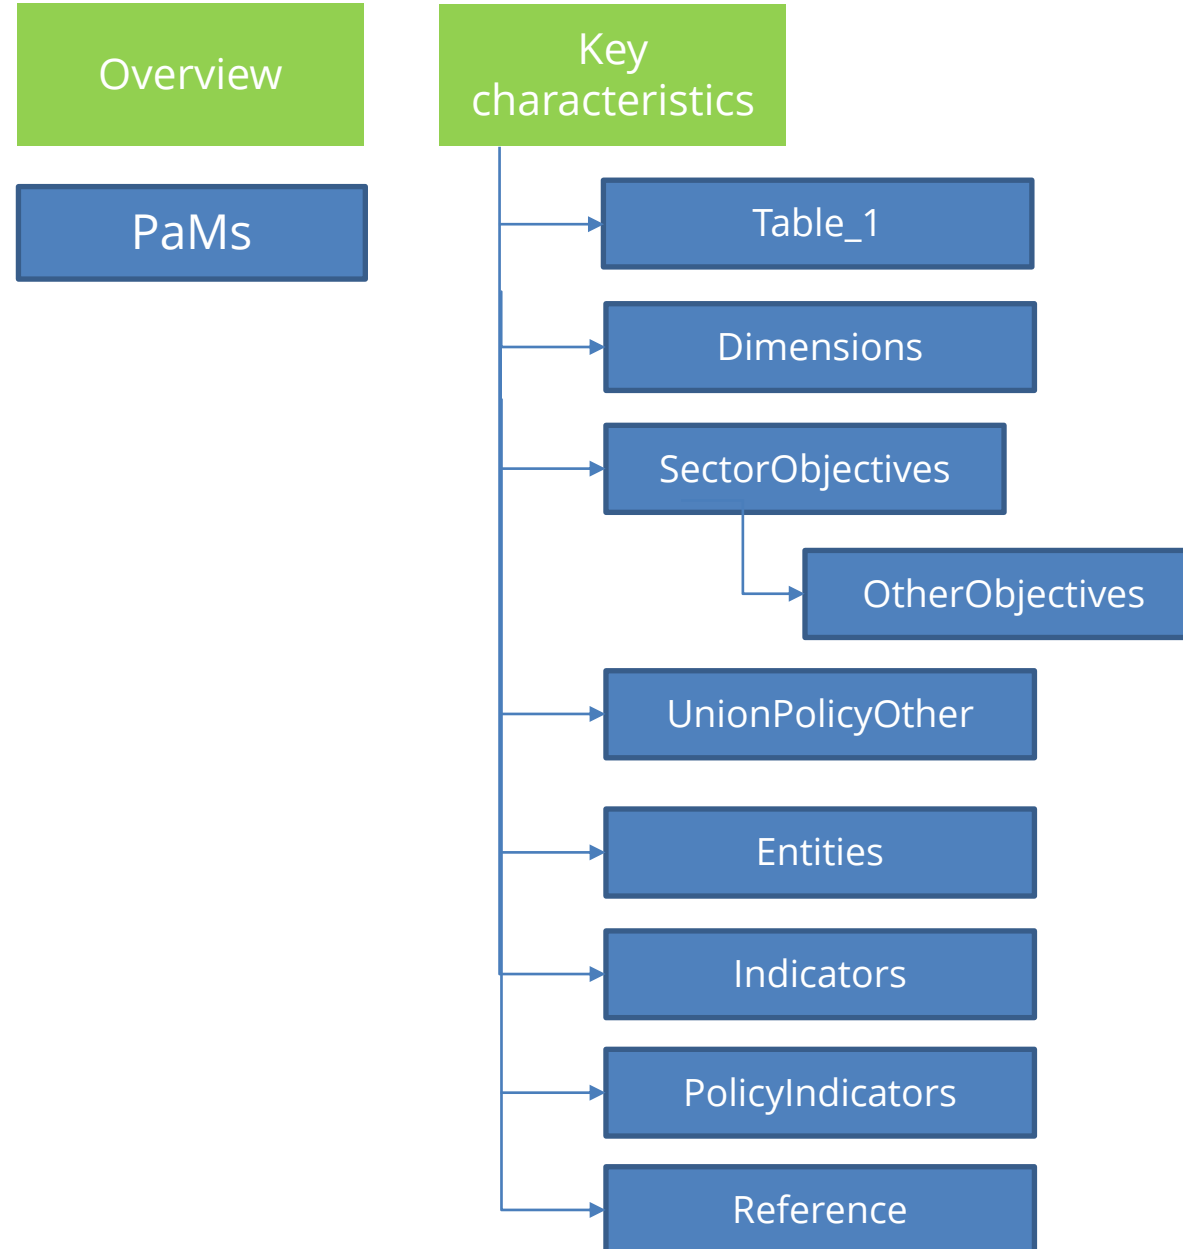 Overview
Key
characteristics
PaMs
Table_1
Dimensions
SectorObjectives
OtherObjectives
UnionPolicyOther
Entities
Indicators
PolicyIndicators
Reference